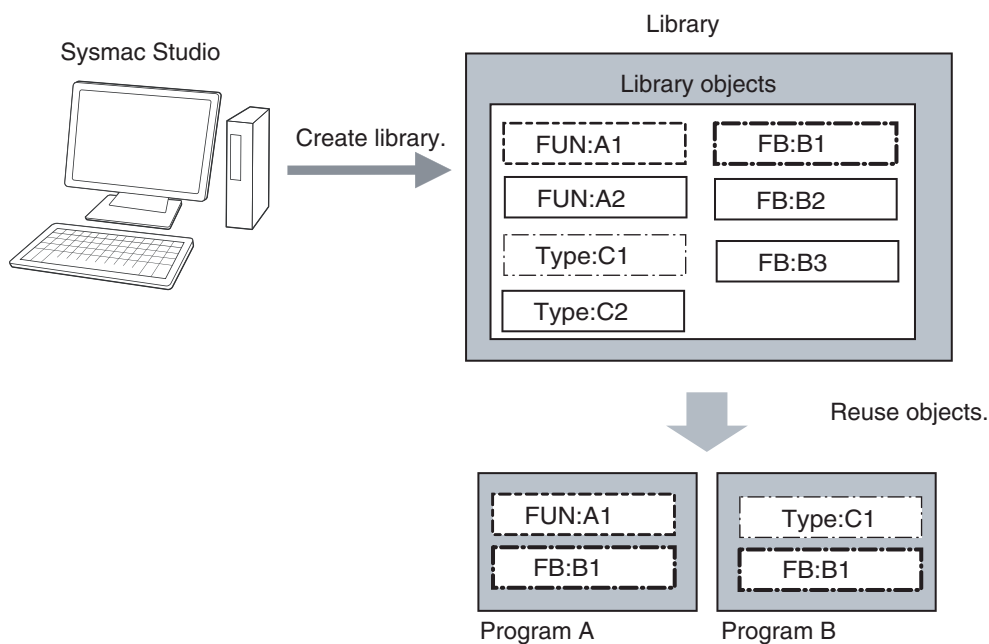 Library
Sysmac Studio
Library objects
Create library.
FUN:A1
FB:B1
FUN:A2
FB:B2
Type:C1
FB:B3
Type:C2
Reuse objects.
FUN:A1
FB:B1
Type:C1
FB:B1
Program A
Program B